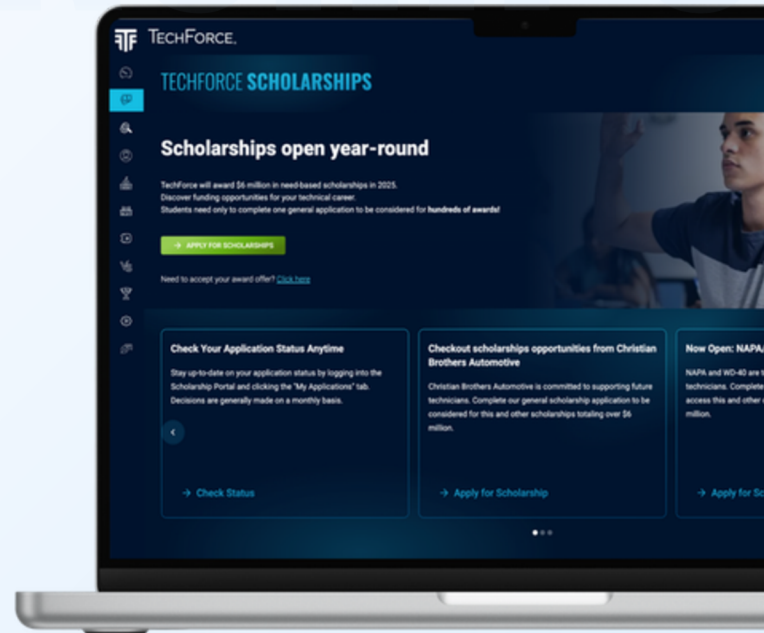 TECHFORCE.
TECHFORCE SCHOLARSHIPS
Scholarships open year-round
TechForce will award $6 million in need-based scholarships in 2025.
Discover funding opportunities for your technical career.
Students need only to complete one general application to be considered for hundreds of awards!
→ APPLY FOR SCHOLARSHIPS
Need to accept your award offer? Click here
Check Your Application Status Anytime
Stay up-to-date on your application status by logging into the
Scholarship Portal and clicking the "My Applications" tab.
Decisions are generally made on a monthly basis.
→ Check Status
Checkout scholarships opportunities from Christian
Brothers Automotive
Christian Brothers Automotive is committed to supporting future
technicians. Complete our general scholarship application to be
considered for this and other scholarships totaling over $6
million.
→ Apply for Scholarship
Now Open: NAPA/
NAPA and WD-40 are t
technicians. Complete
access this and other
million.
→ Apply for Sc